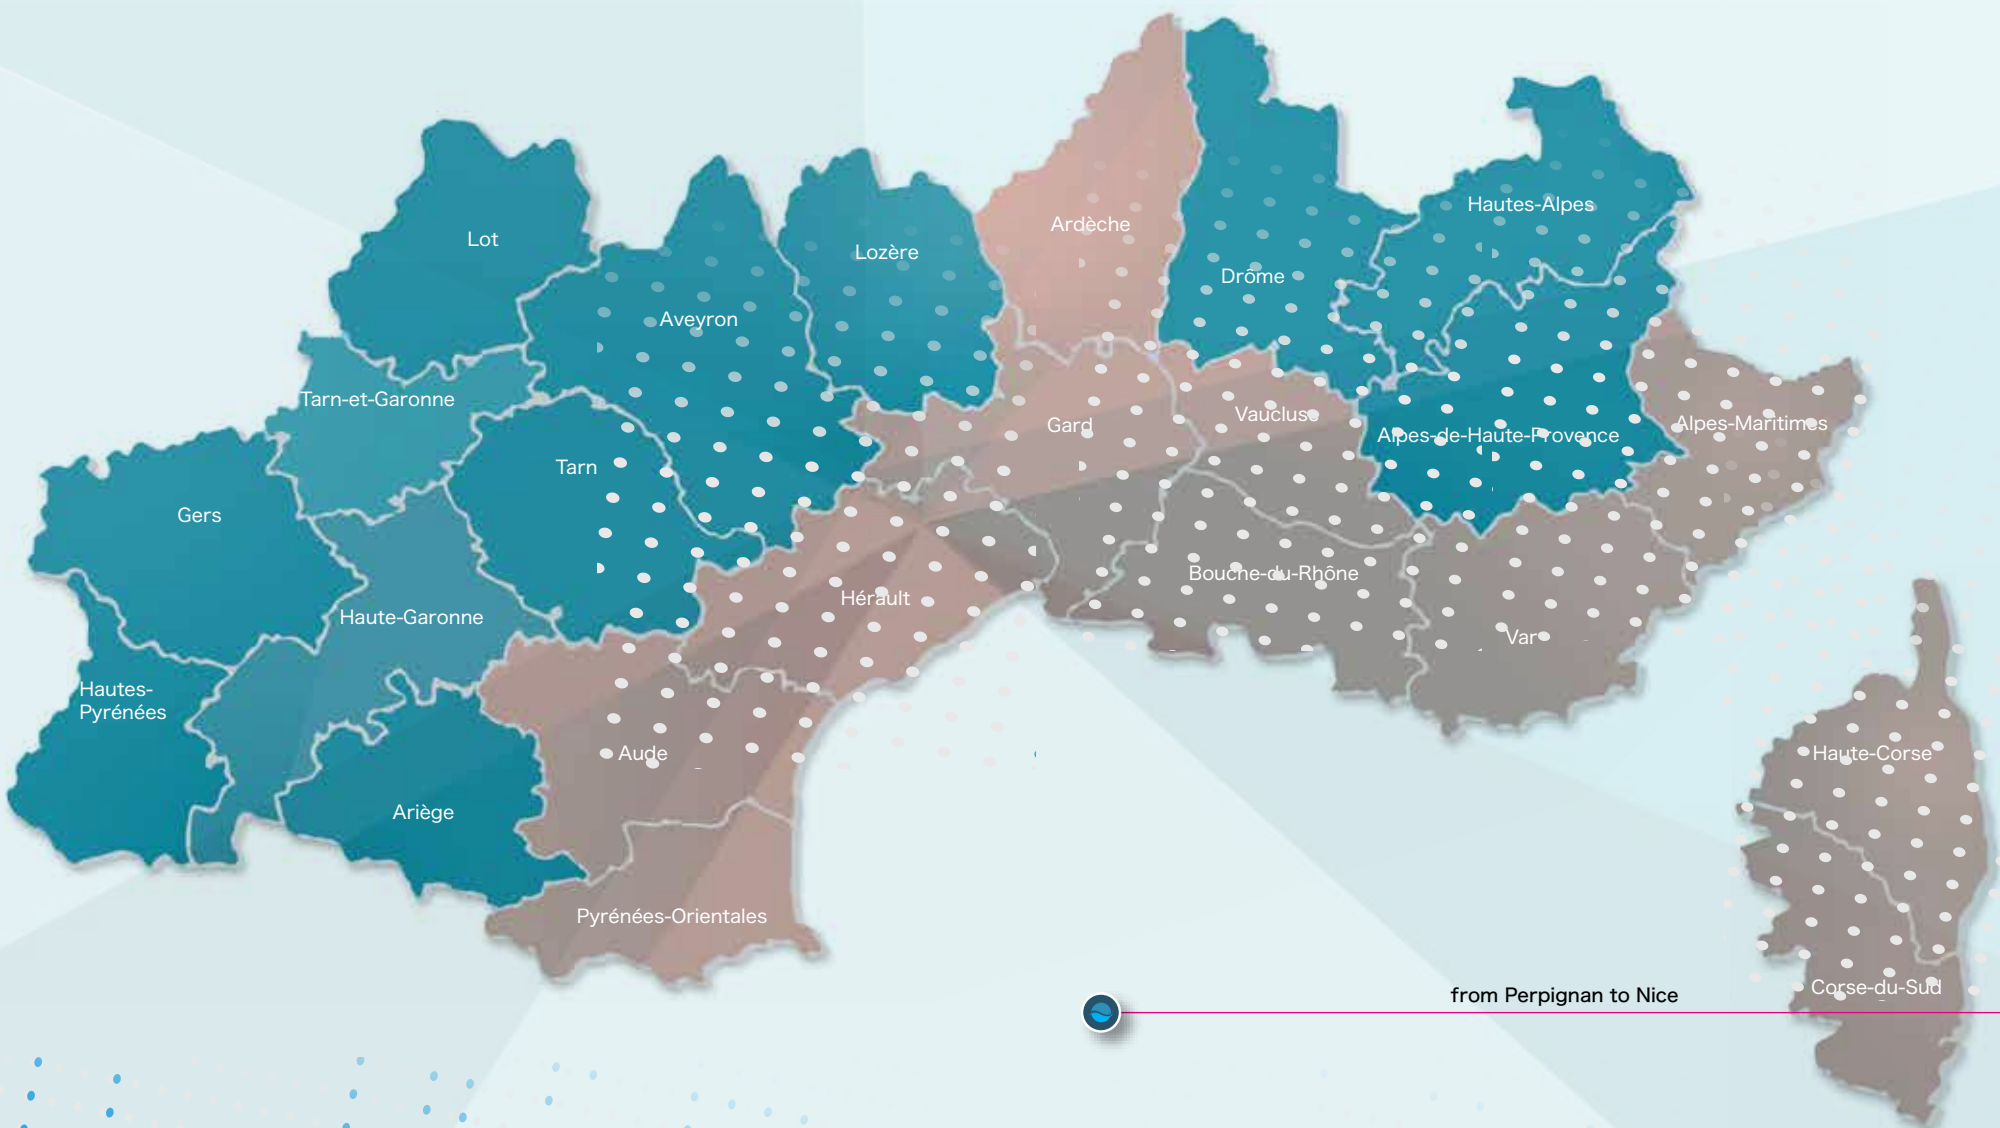 Hautes-Alpes
Ardèche
Lot
Lozère
Drôme
Aveyron
Tarn-et-Garonne
Vaucluse
Gard
Alpes-Maritimes
Alpes-de-Haute-Provence
Tarn
Gers
Bouche-du-Rhône
Hérault
Haute-Garonne
Var
Hautes-
Pyrénées
Aude
Haute-Corse
Ariège
Pyrénées-Orientales
Corse-du-Sud
from Perpignan to Nice